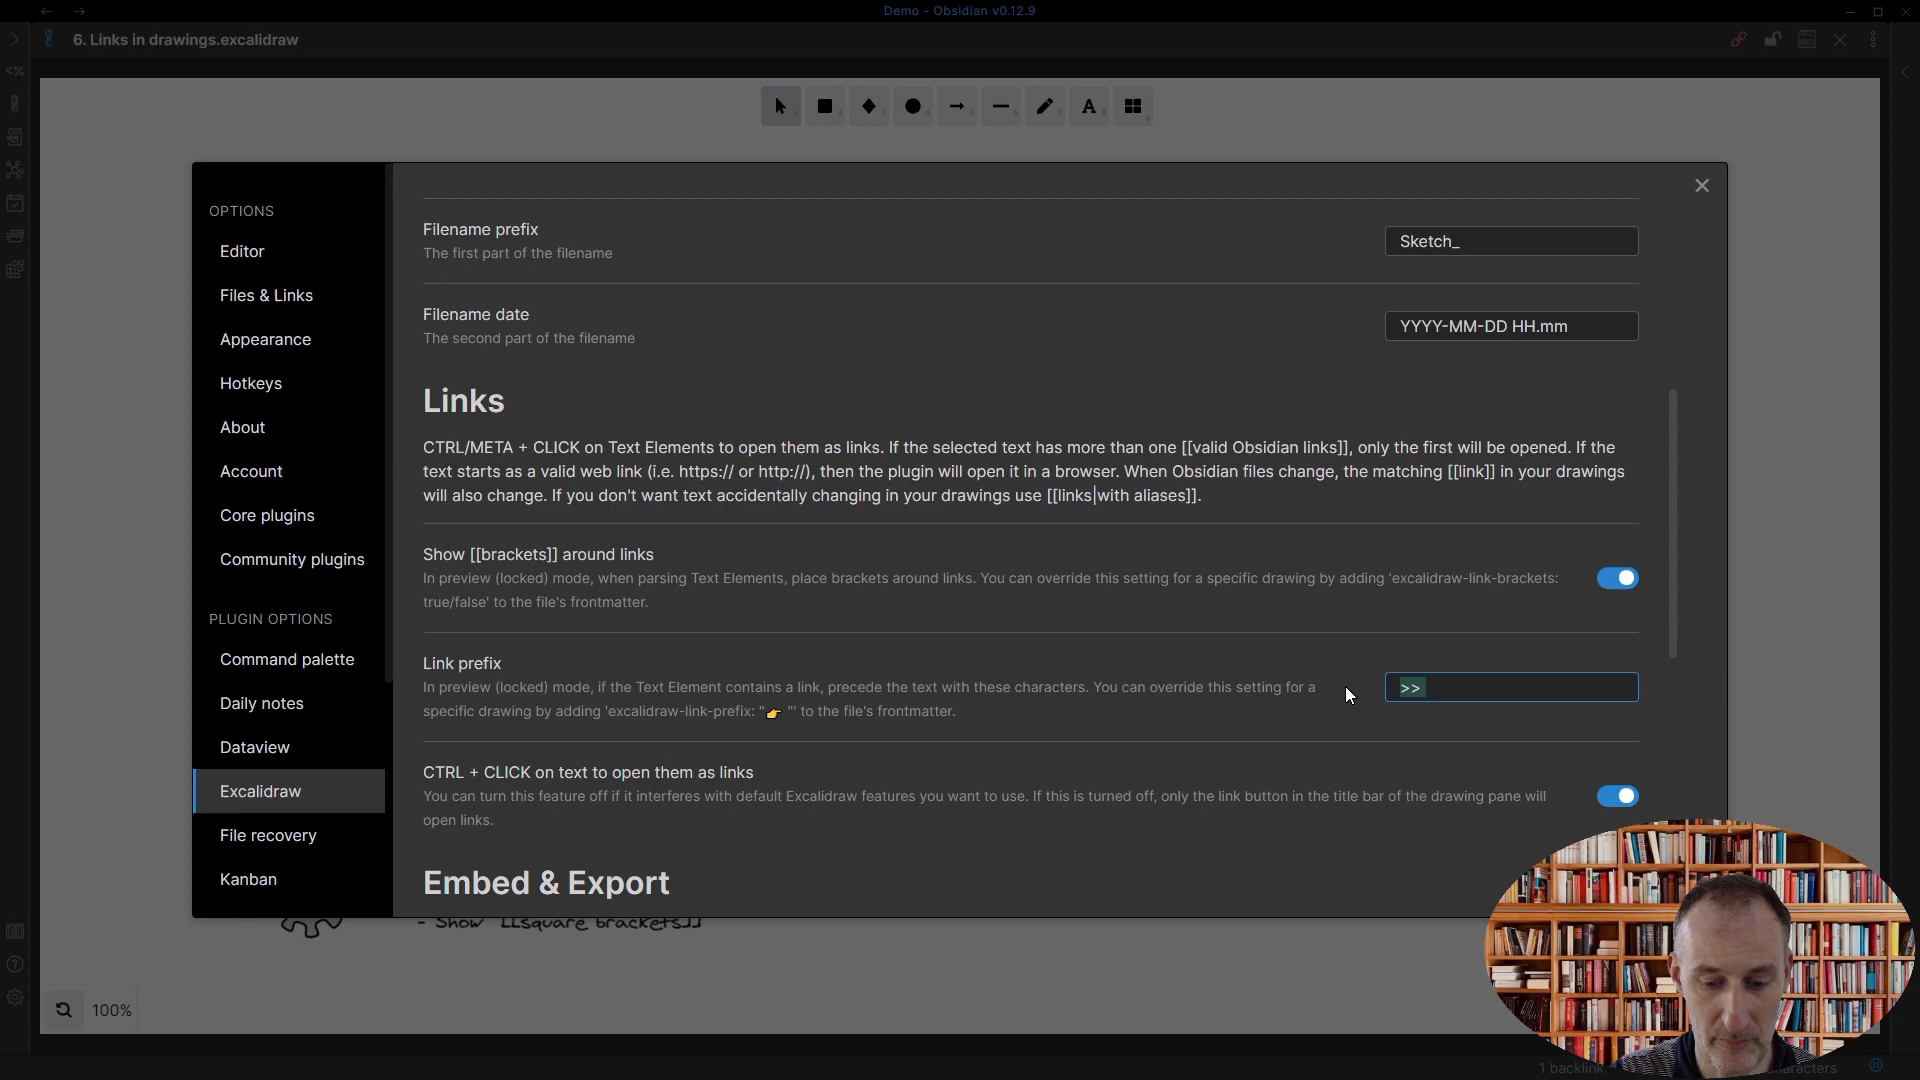 Demo - Obsidian v0.12.9
6. Links in drawings.excalidraw
OPTIONS
Editor
Files & Links
Appearance
Hotkeys
About
Account
Core plugins
Community plugins
PLUGIN OPTIONS
Command palette
Daily notes
Dataview
Excalidraw
File recovery
Kanban
Filename prefix
The first part of the filename
Sketch_
Filename date
The second part of the filename
YYYY-MM-DD HH.mm
Links
CTRL/META + CLICK on Text Elements to open them as links. If the selected text has more than one [[valid Obsidian links]], only the first will be opened. If the
text starts as a valid web link (i.e. https:// or http://), then the plugin will open it in a browser. When Obsidian files change, the matching [[link]] in your drawings
will also change. If you don't want text accidentally changing in your drawings use [[links|with aliases]].
Show [[brackets]] around links
In preview (locked) mode, when parsing Text Elements, place brackets around links. You can override this setting for a specific drawing by adding 'excalidraw-link-brackets:
true/false' to the file's frontmatter.
Link prefix
In preview (locked) mode, if the Text Element contains a link, precede the text with these characters. You can override this setting for a
specific drawing by adding 'excalidraw-link-prefix: "👉 "' to the file's frontmatter.
>>
CTRL + CLICK on text to open them as links
You can turn this feature off if it interferes with default Excalidraw features you want to use. If this is turned off, only the link button in the title bar of the drawing pane will
open links.
Embed & Export
- Show [[square brackets]]
100%
1 backlink
characters